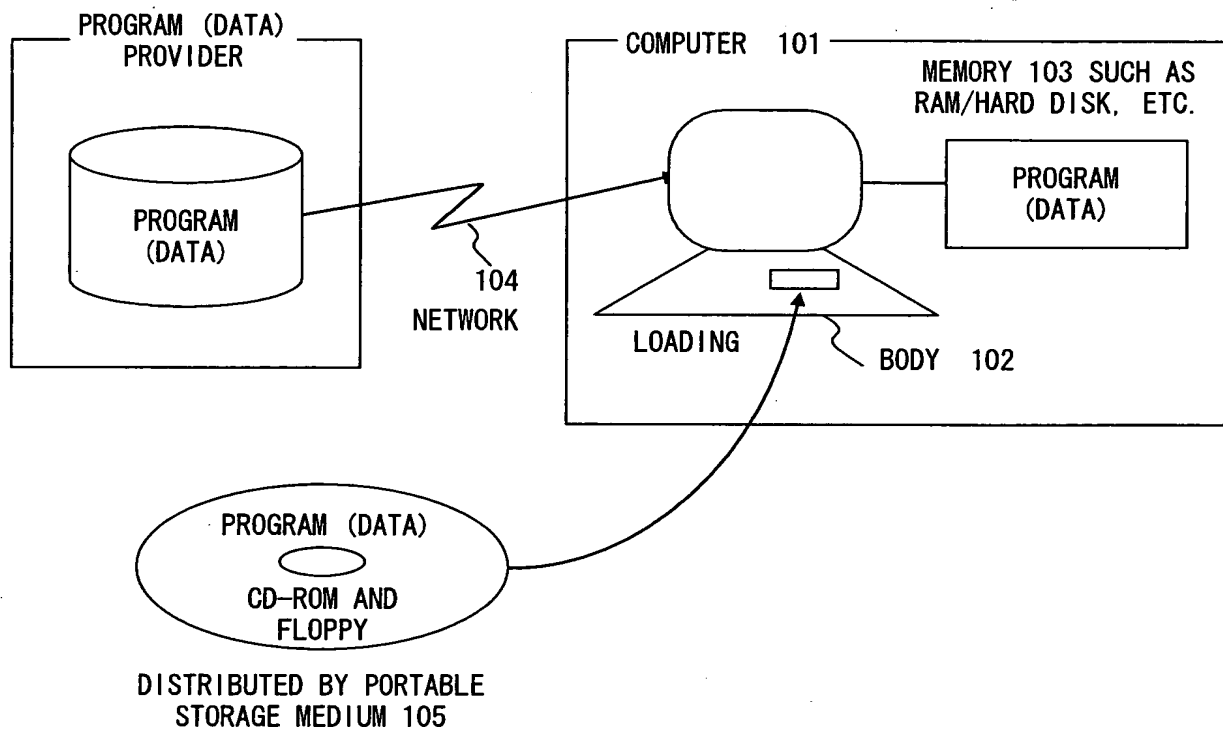 PROGRAM (DATA)
PROVIDER
PROGRAM
(DATA)
104
NETWORK
COMPUTER 101
MEMORY 103 SUCH AS
RAM/HARD DISK, ETC.
PROGRAM
(DATA)
LOADING
BODY 102
PROGRAM (DATA)
CD-ROM AND
FLOPPY
DISTRIBUTED BY PORTABLE
STORAGE MEDIUM 105